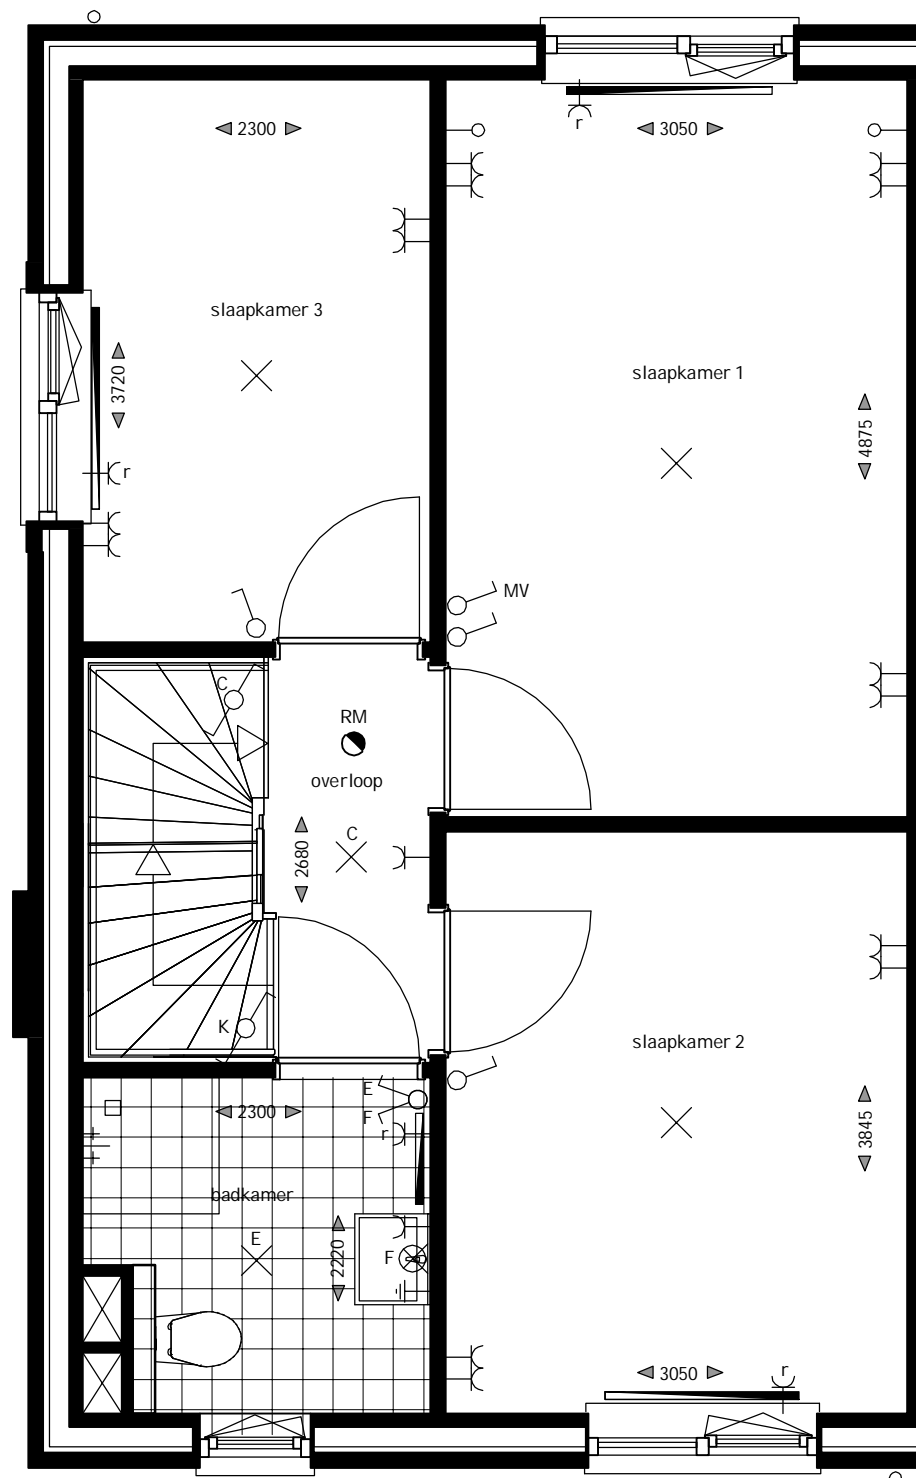 2300
3050
r
slaapkamer 3
slaapkamer 1
3720
4875
r
MV
C
RM
overloop
C
2680
K
slaapkamer 2
E
2300
F
r
3845
badkamer
E
F
2220
3050
r